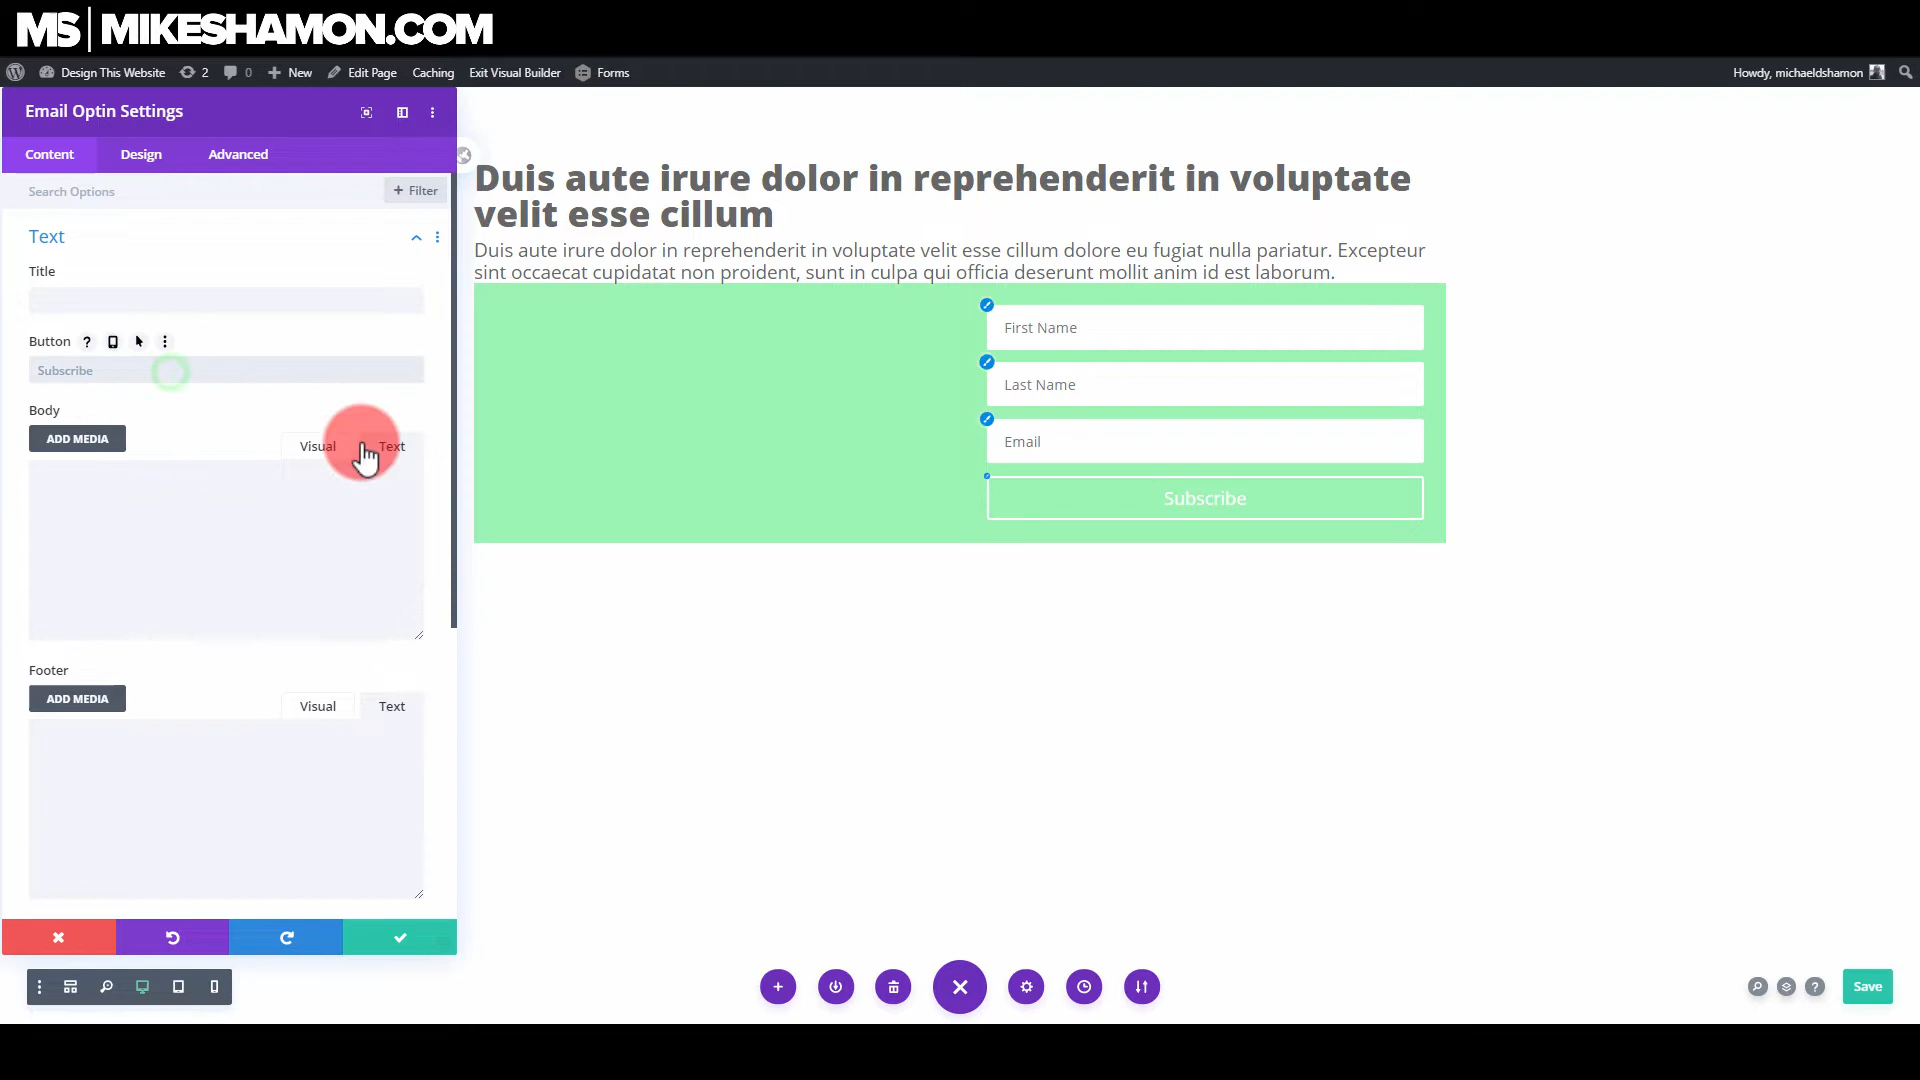 MS | MIKESHAMON.COM
Design This Website 2 0 New Edit Page Caching Exit Visual Builder Forms Howdy, michaeldshamon
Email Optin Settings
Content Design Advanced
Search Options + Filter
Text
Title
Button ?
Subscribe
Body
ADD MEDIA Visual Text
Footer
ADD MEDIA Visual Text
Duis aute irure dolor in reprehenderit in voluptate
velit esse cillum
Duis aute irure dolor in reprehenderit in voluptate velit esse cillum dolore eu fugiat nulla pariatur. Excepteur
sint occaecat cupidatat non proident, sunt in culpa qui officia deserunt mollit anim id est laborum.
First Name
Last Name
Email
Subscribe
? Save